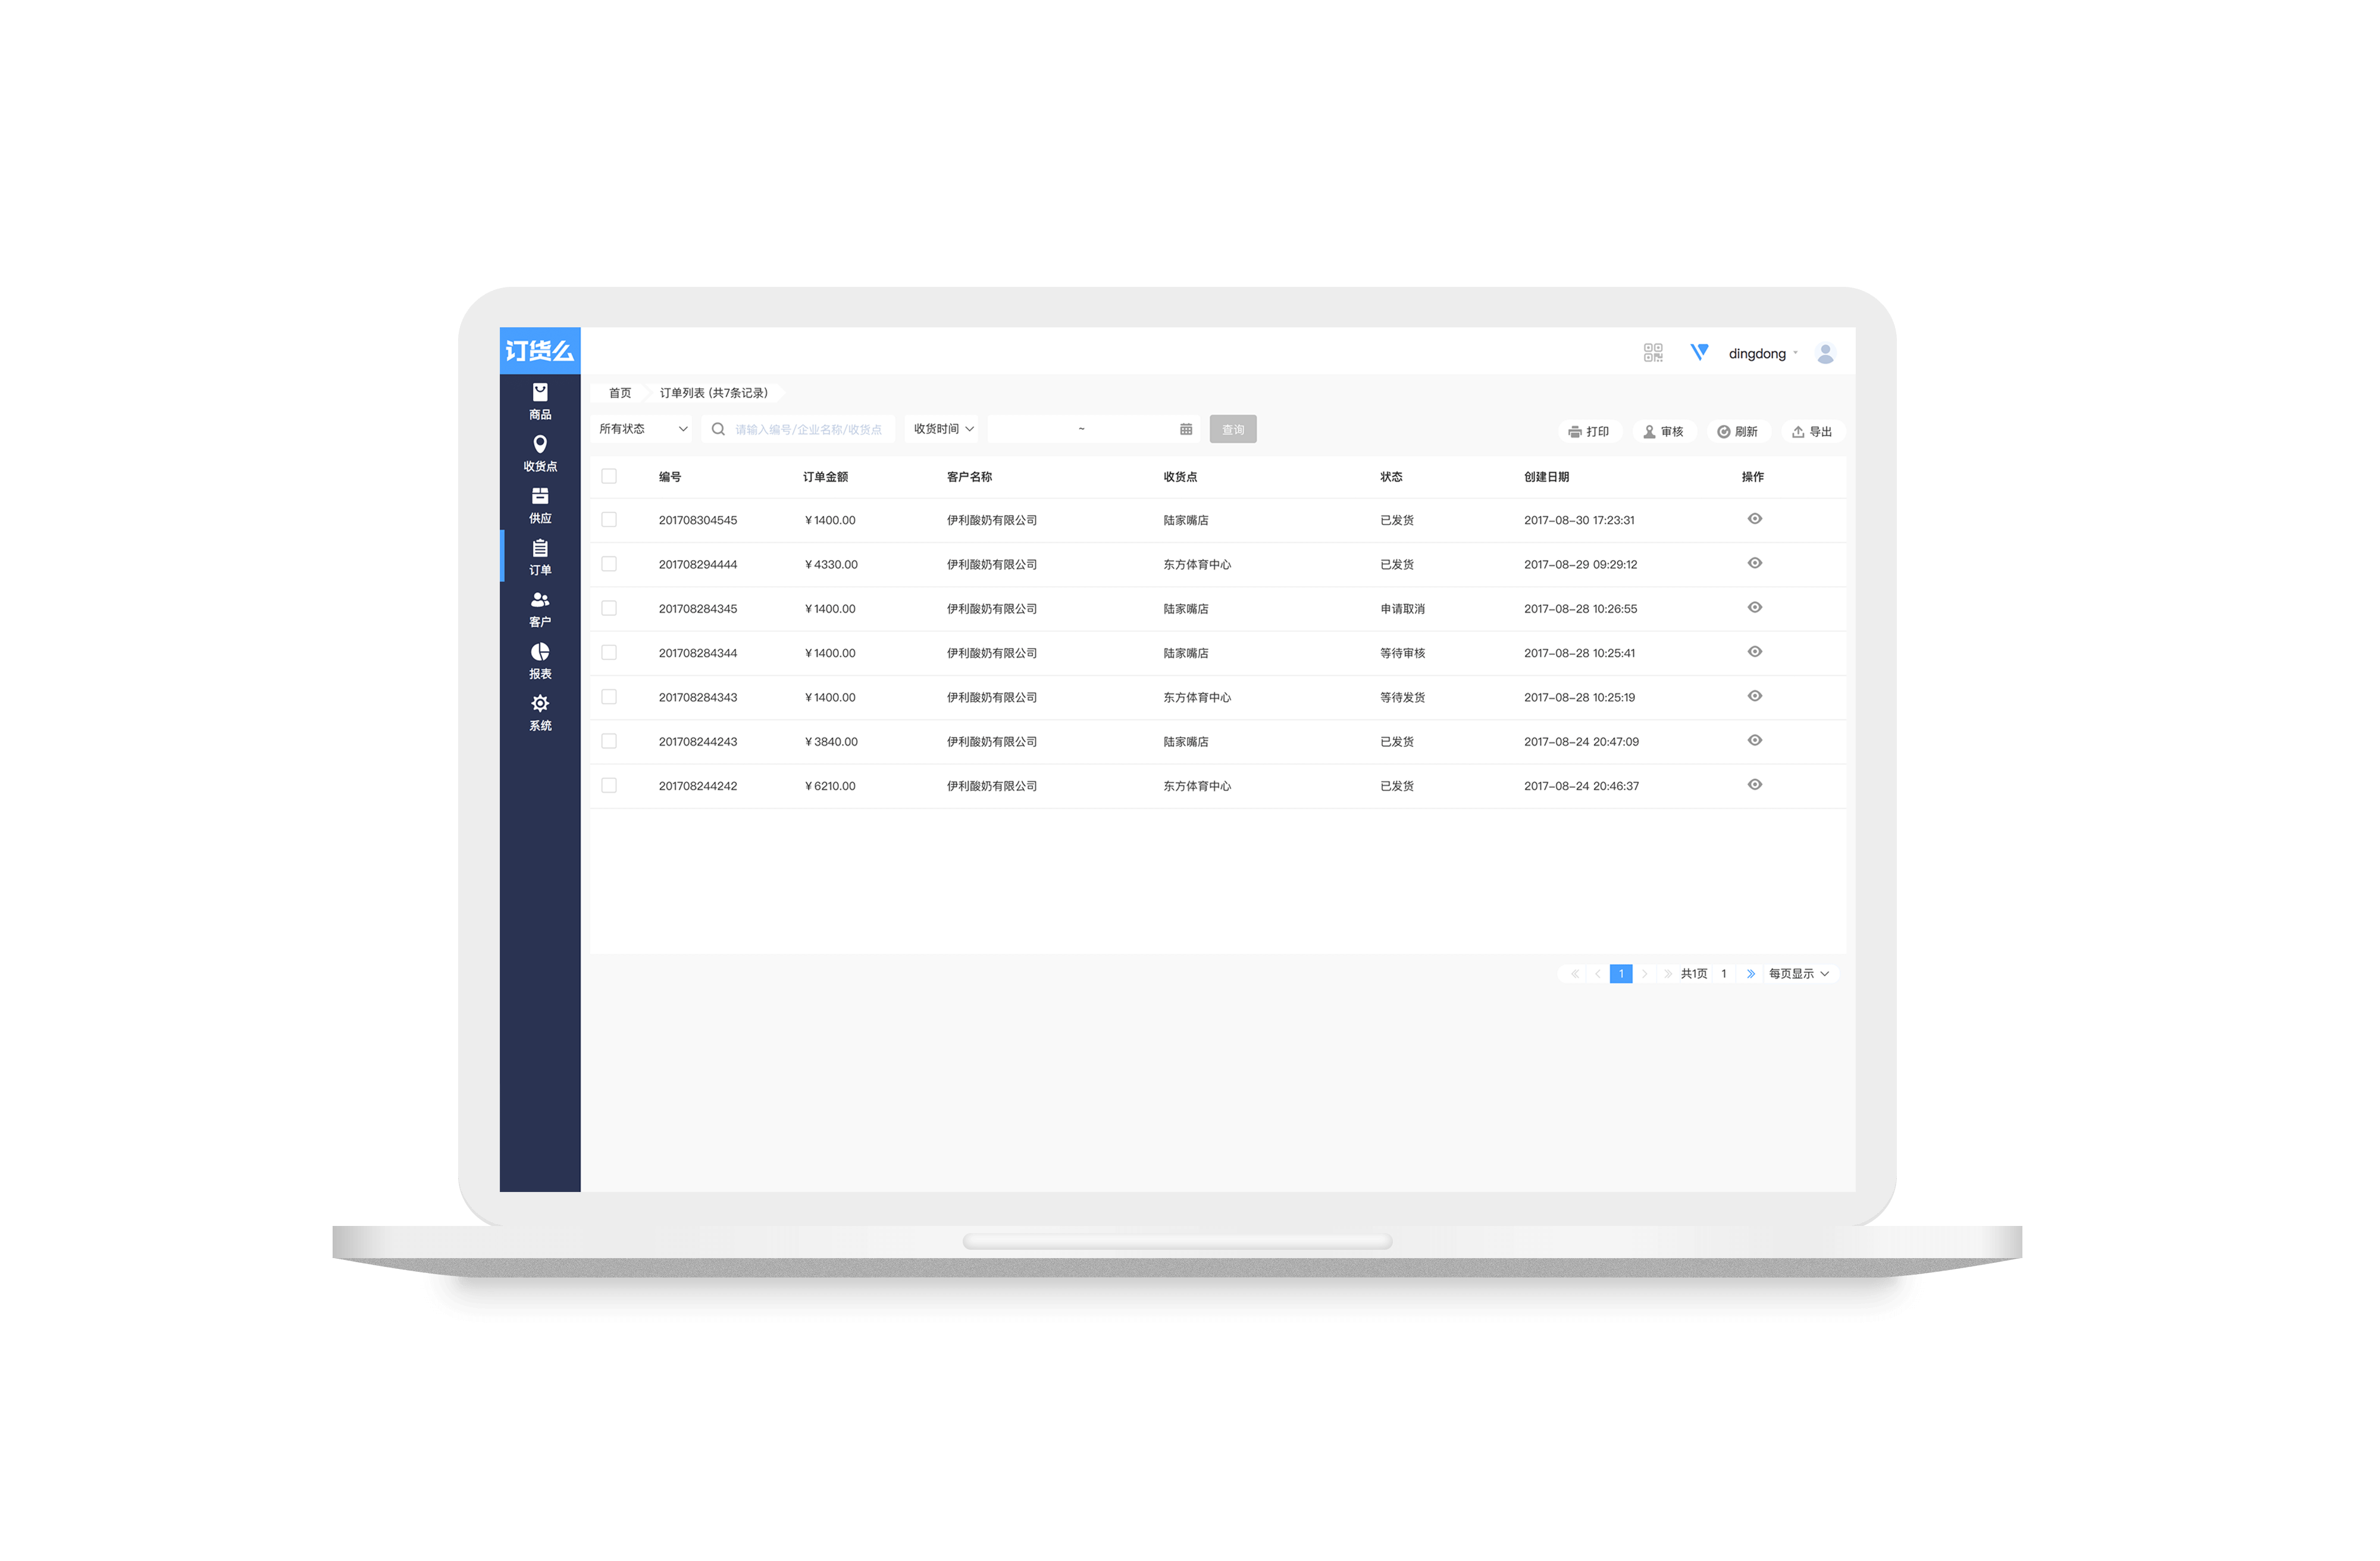 订货么
dingdong
商品
收货点
供应
订单
客户
报表
系统
首页 订单列表 (共7条记录)
所有状态 请输入编号/企业名称/收货点 收货时间 ~ 查询 打印 审核 刷新 导出
编号 订单金额 客户名称 收货点 状态 创建日期 操作
201708304545 ￥1400.00 伊利酸奶有限公司 陆家嘴店 已发货 2017-08-30 17:23:31
201708294444 ￥4330.00 伊利酸奶有限公司 东方体育中心 已发货 2017-08-29 09:29:12
201708284345 ￥1400.00 伊利酸奶有限公司 陆家嘴店 申请取消 2017-08-28 10:26:55
201708284344 ￥1400.00 伊利酸奶有限公司 陆家嘴店 等待审核 2017-08-28 10:25:41
201708284343 ￥1400.00 伊利酸奶有限公司 东方体育中心 等待发货 2017-08-28 10:25:19
201708244243 ￥3840.00 伊利酸奶有限公司 陆家嘴店 已发货 2017-08-24 20:47:09
201708244242 ￥6210.00 伊利酸奶有限公司 东方体育中心 已发货 2017-08-24 20:46:37
1 共1页 1 每页显示